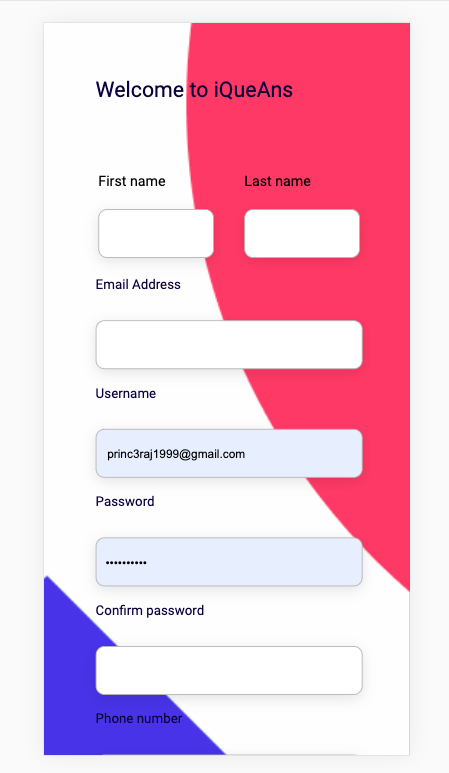 Welcome to iQueAns
First name Last name
Email Address
Username
princ3raj1999@gmail.com
Password
••••••••••
Confirm password
Phone number